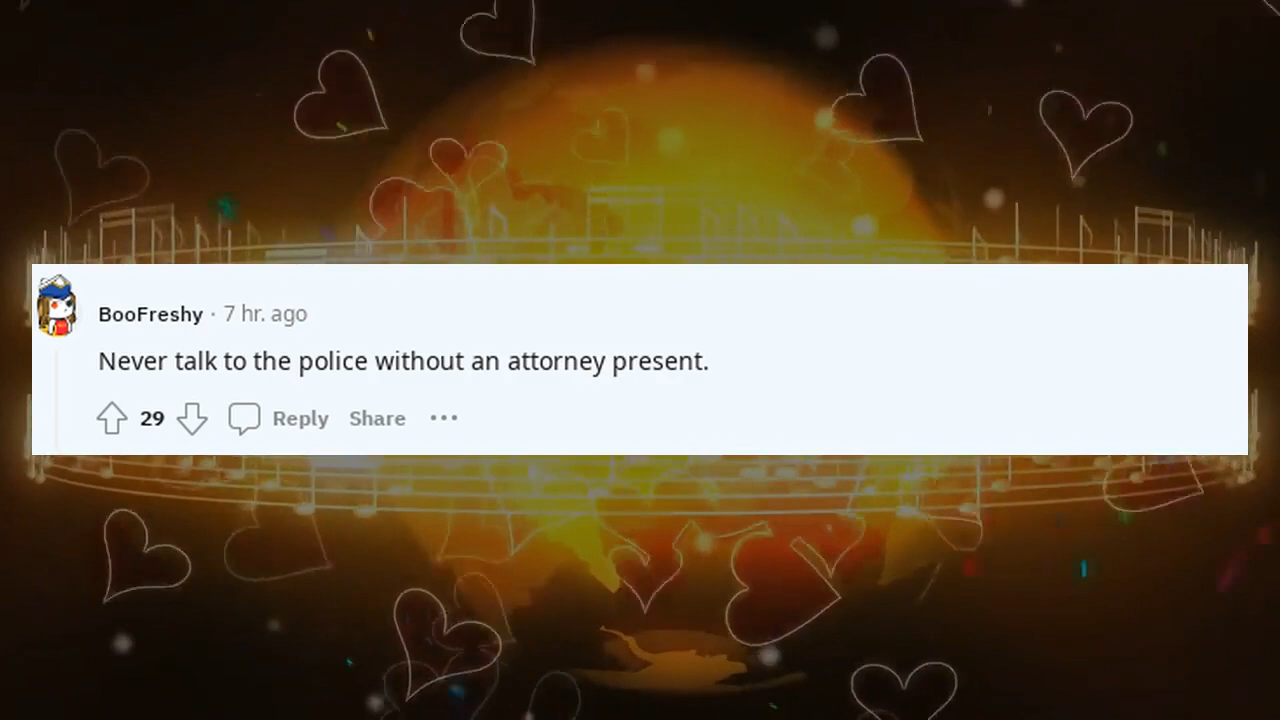 BooFreshy · 7 hr. ago
Never talk to the police without an attorney present.
29 Reply Share ···